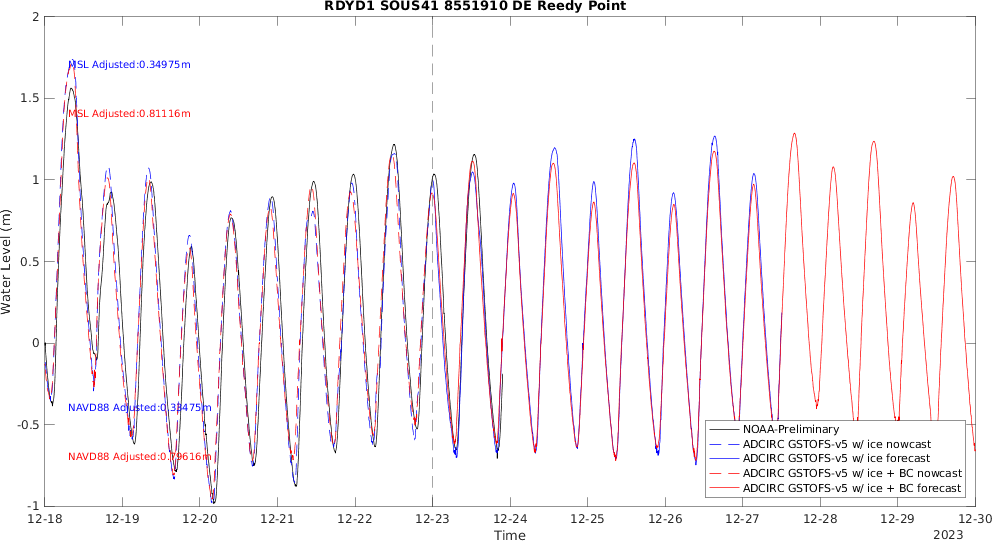 RDYD1 SOUS41 8551910 DE Reedy Point
2
1.5
1
0.5
0
-0.5
-1
Water Level (m)
MSL Adjusted:0.34975m
MSL Adjusted:0.81116m
NAVD88 Adjusted:0.33475m
NAVD88 Adjusted:0.79616m
NOAA-Preliminary
ADCIRC GSTOFS-v5 w/ ice nowcast
ADCIRC GSTOFS-v5 w/ ice forecast
ADCIRC GSTOFS-v5 w/ ice + BC nowcast
ADCIRC GSTOFS-v5 w/ ice + BC forecast
12-18 12-19 12-20 12-21 12-22 12-23 12-24 12-25 12-26 12-27 12-28 12-29 12-30
Time
2023